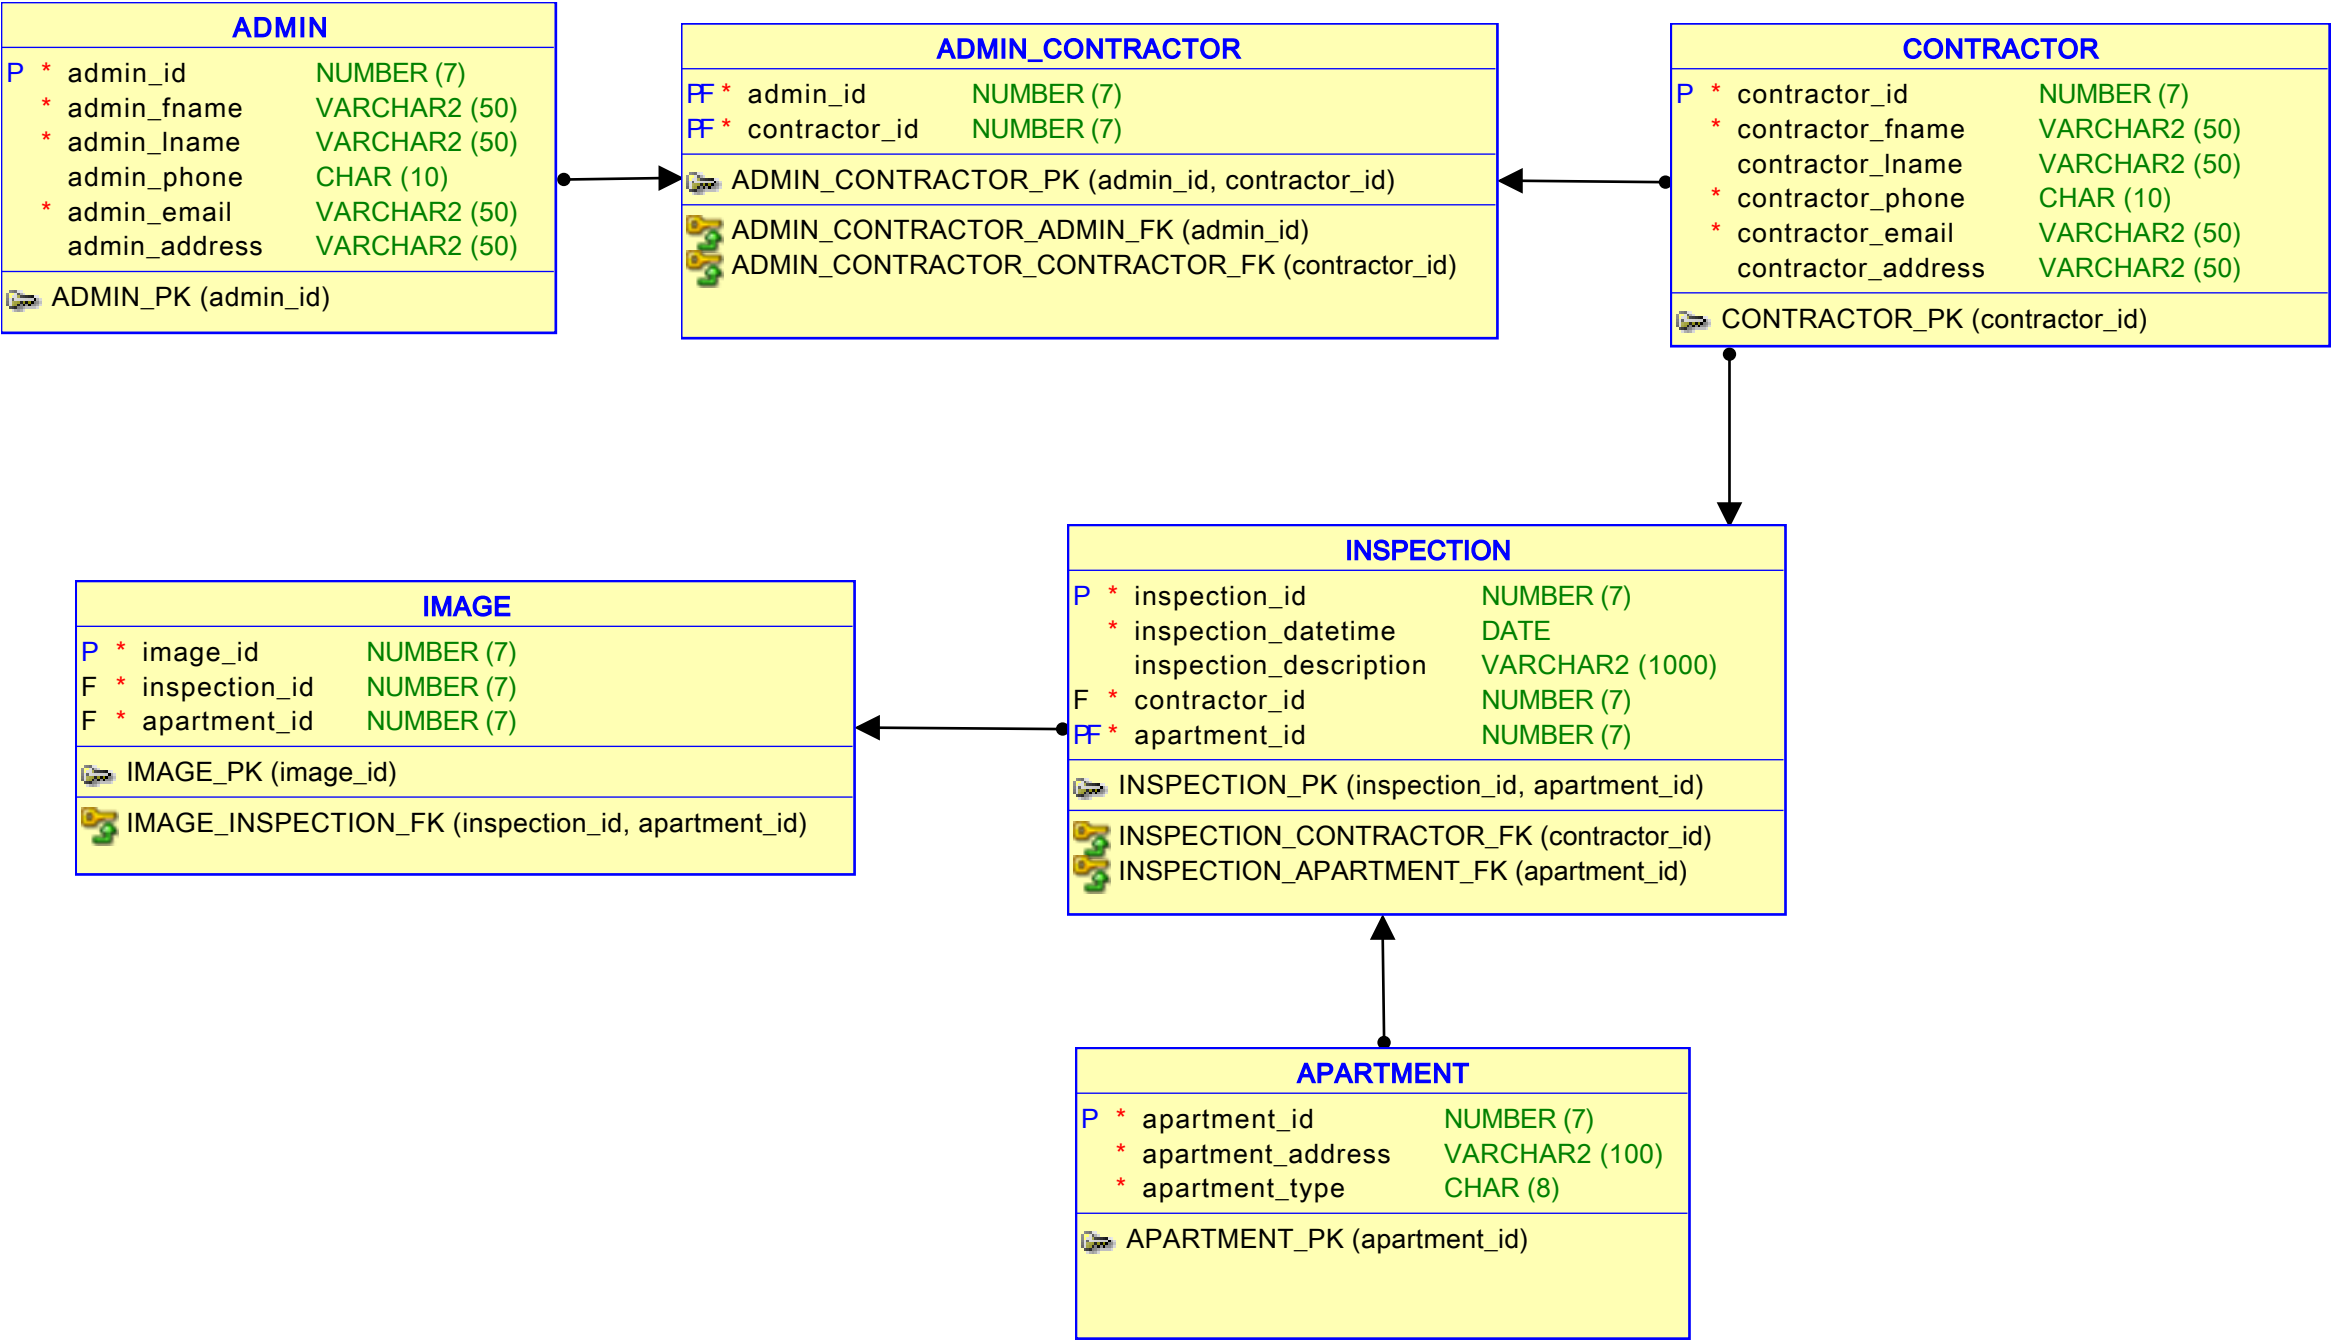 ADMIN
P * admin_id NUMBER (7)
* admin_fname VARCHAR2 (50)
* admin_lname VARCHAR2 (50)
admin_phone CHAR (10)
* admin_email VARCHAR2 (50)
admin_address VARCHAR2 (50)
ADMIN_PK (admin_id)
ADMIN_CONTRACTOR
PF * admin_id NUMBER (7)
PF * contractor_id NUMBER (7)
ADMIN_CONTRACTOR_PK (admin_id, contractor_id)
ADMIN_CONTRACTOR_ADMIN_FK (admin_id)
ADMIN_CONTRACTOR_CONTRACTOR_FK (contractor_id)
CONTRACTOR
P * contractor_id NUMBER (7)
* contractor_fname VARCHAR2 (50)
contractor_lname VARCHAR2 (50)
* contractor_phone CHAR (10)
* contractor_email VARCHAR2 (50)
contractor_address VARCHAR2 (50)
CONTRACTOR_PK (contractor_id)
IMAGE
P * image_id NUMBER (7)
F * inspection_id NUMBER (7)
F * apartment_id NUMBER (7)
IMAGE_PK (image_id)
IMAGE_INSPECTION_FK (inspection_id, apartment_id)
INSPECTION
P * inspection_id NUMBER (7)
* inspection_datetime DATE
inspection_description VARCHAR2 (1000)
F * contractor_id NUMBER (7)
PF * apartment_id NUMBER (7)
INSPECTION_PK (inspection_id, apartment_id)
INSPECTION_CONTRACTOR_FK (contractor_id)
INSPECTION_APARTMENT_FK (apartment_id)
APARTMENT
P * apartment_id NUMBER (7)
* apartment_address VARCHAR2 (100)
* apartment_type CHAR (8)
APARTMENT_PK (apartment_id)